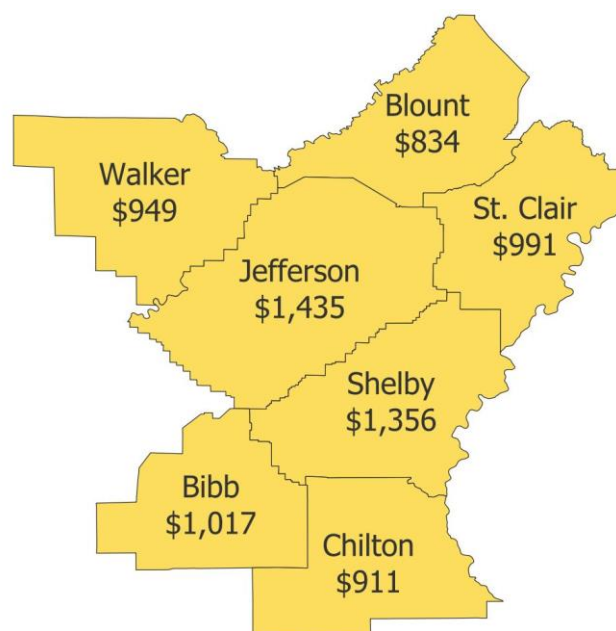 Blount
$834
Walker
$949
St. Clair
$991
Jefferson
$1,435
Shelby
$1,356
Bibb
$1,017
Chilton
$911